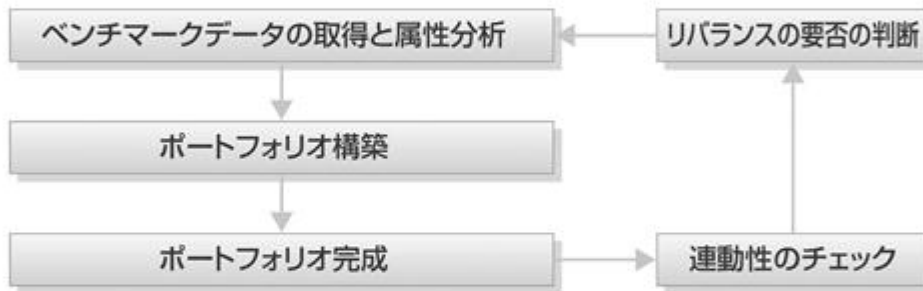 ベンチマークデータの取得と属性分析
リバランスの要否の判断
ポートフォリオ構築
ポートフォリオ完成
連動性のチェック